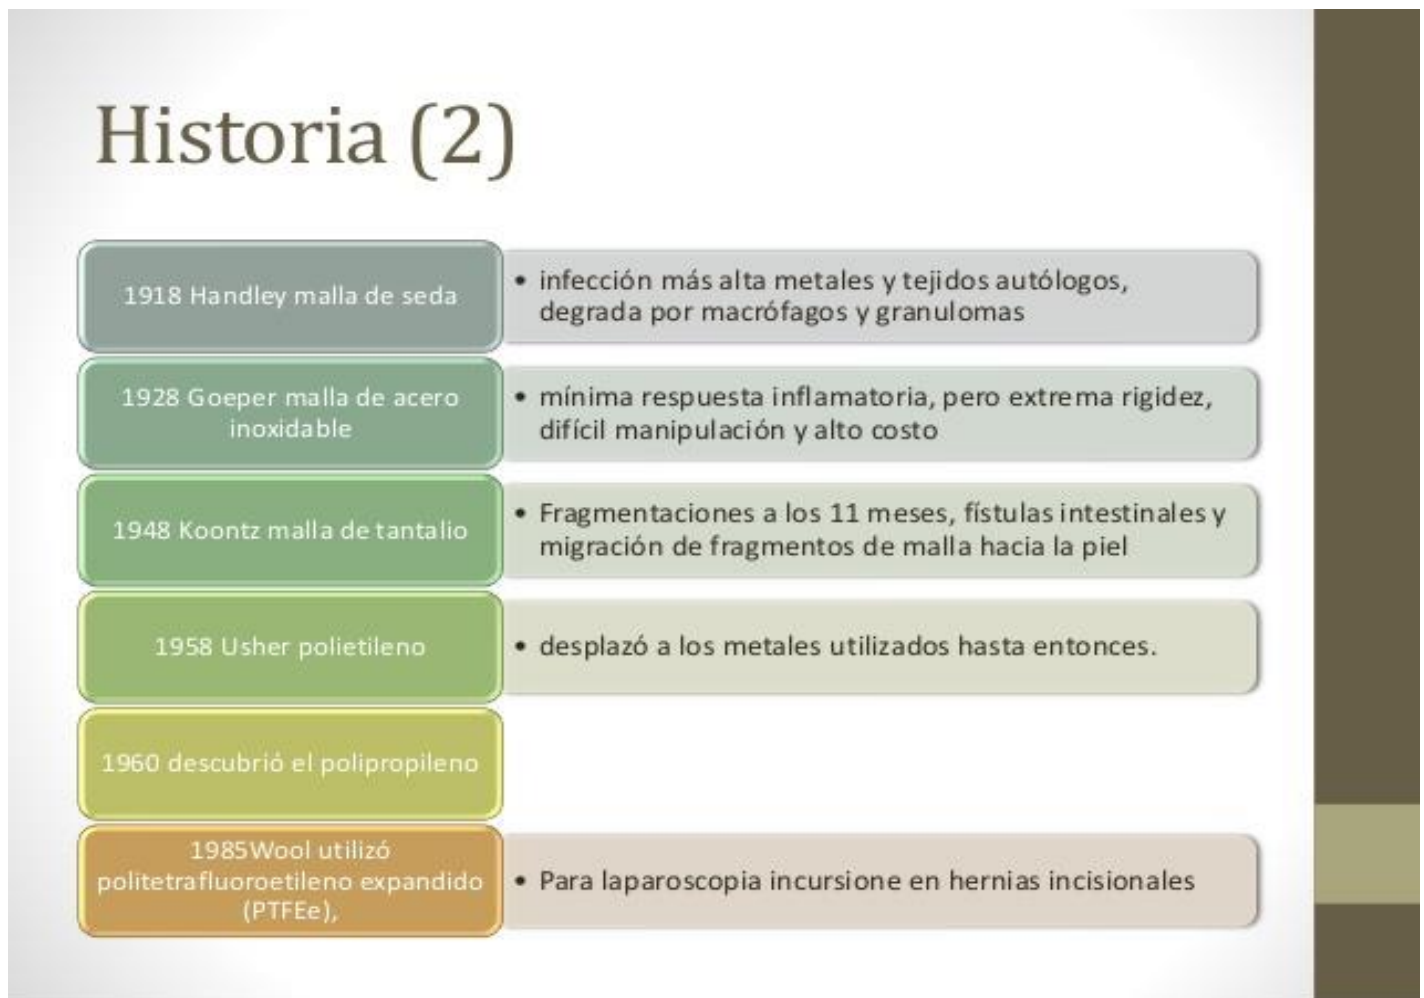 Historia (2)
1918 Handley malla de seda
• infección más alta metales y tejidos autólogos,
degrada por macrófagos y granulomas
1928 Goeper malla de acero
inoxidable
• mínima respuesta inflamatoria, pero extrema rigidez,
difícil manipulación y alto costo
1948 Koontz malla de tantalio
• Fragmentaciones a los 11 meses, fístulas intestinales y
migración de fragmentos de malla hacia la piel
1958 Usher polietileno
• desplazó a los metales utilizados hasta entonces.
1960 descubrió el polipropileno
1985Wool utilizó
politetrafluoroetileno expandido
(PTFEe),
• Para laparoscopia incursione en hernias incisionales